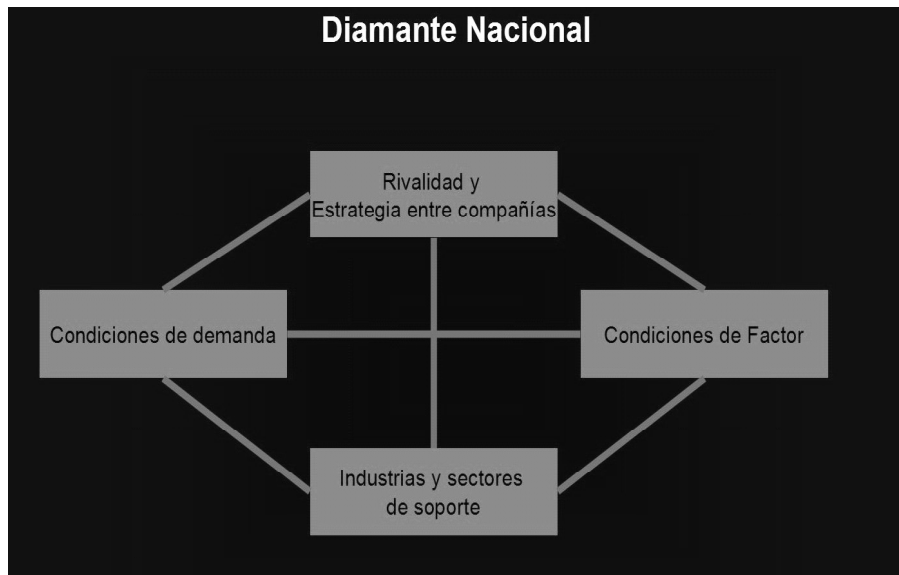 Diamante Nacional
Rivalidad y
Estrategia entre compañías
Condiciones de demanda
Condiciones de Factor
Industrias y sectores
de soporte